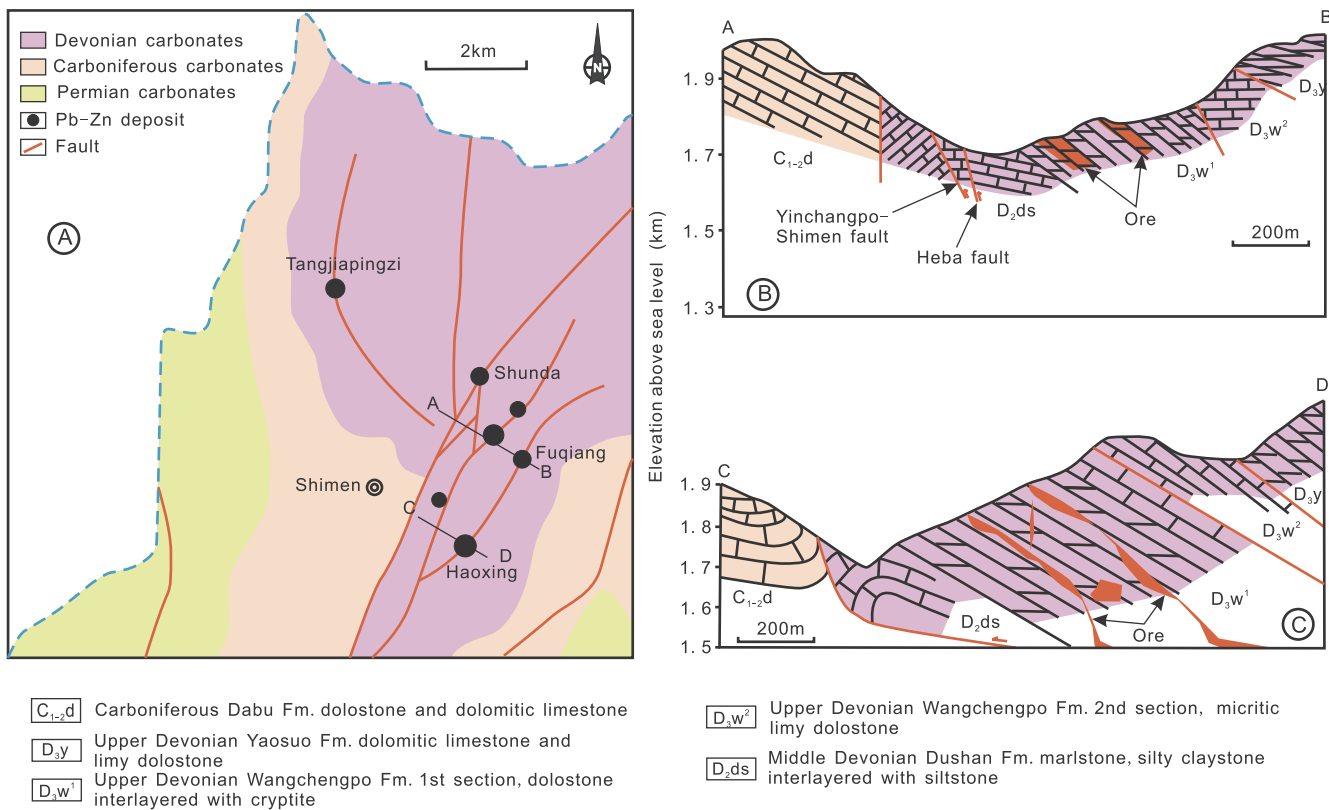 Devonian carbonates
Carboniferous carbonates
Permian carbonates
Pb-Zn deposit
Fault
2km
N
A
Tangjiapingzi
Shunda
A
Fuqiang
B
Shimen
C
D
Haoxing
Elevation above sea level (km)
A
B
1.9
1.7
1.5
1.3
C₁₋₂d
D₃y
D₃w²
D₃w¹
D₂ds
Ore
Yinchangpo-
Shimen fault
Heba fault
200m
B
C
D
1.9
1.8
1.7
1.6
1.5
C₁₋₂d
D₃y
D₃w²
D₃w¹
D₂ds
Ore
200m
C
C₁₋₂d Carboniferous Dabu Fm. dolostone and dolomitic limestone
D₃y Upper Devonian Yaosuo Fm. dolomitic limestone and
limy dolostone
D₃w¹ Upper Devonian Wangchengpo Fm. 1st section, dolostone
interlayered with cryptite
D₃w² Upper Devonian Wangchengpo Fm. 2nd section, micritic
limy dolostone
D₂ds Middle Devonian Dushan Fm. marlstone, silty claystone
interlayered with siltstone